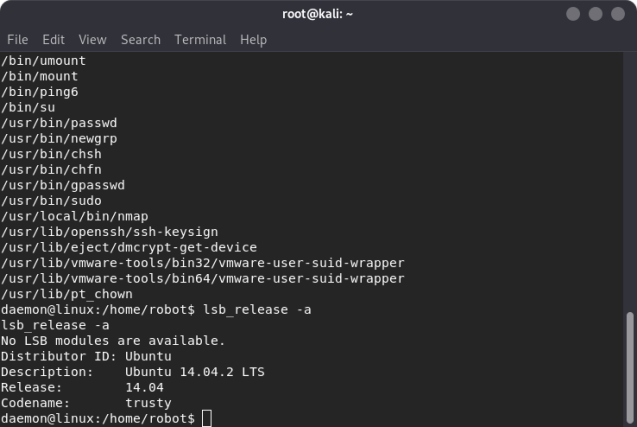 root@kali: ~
File Edit View Search Terminal Help
/bin/umount
/bin/mount
/bin/ping6
/bin/su
/usr/bin/passwd
/usr/bin/newgrp
/usr/bin/chsh
/usr/bin/chfn
/usr/bin/gpasswd
/usr/bin/sudo
/usr/local/bin/nmap
/usr/lib/openssh/ssh-keysign
/usr/lib/eject/dmcrypt-get-device
/usr/lib/vmware-tools/bin32/vmware-user-suid-wrapper
/usr/lib/vmware-tools/bin64/vmware-user-suid-wrapper
/usr/lib/pt_chown
daemon@linux:/home/robot$ lsb_release -a
lsb_release -a
No LSB modules are available.
Distributor ID: Ubuntu
Description:    Ubuntu 14.04.2 LTS
Release:        14.04
Codename:       trusty
daemon@linux:/home/robot$